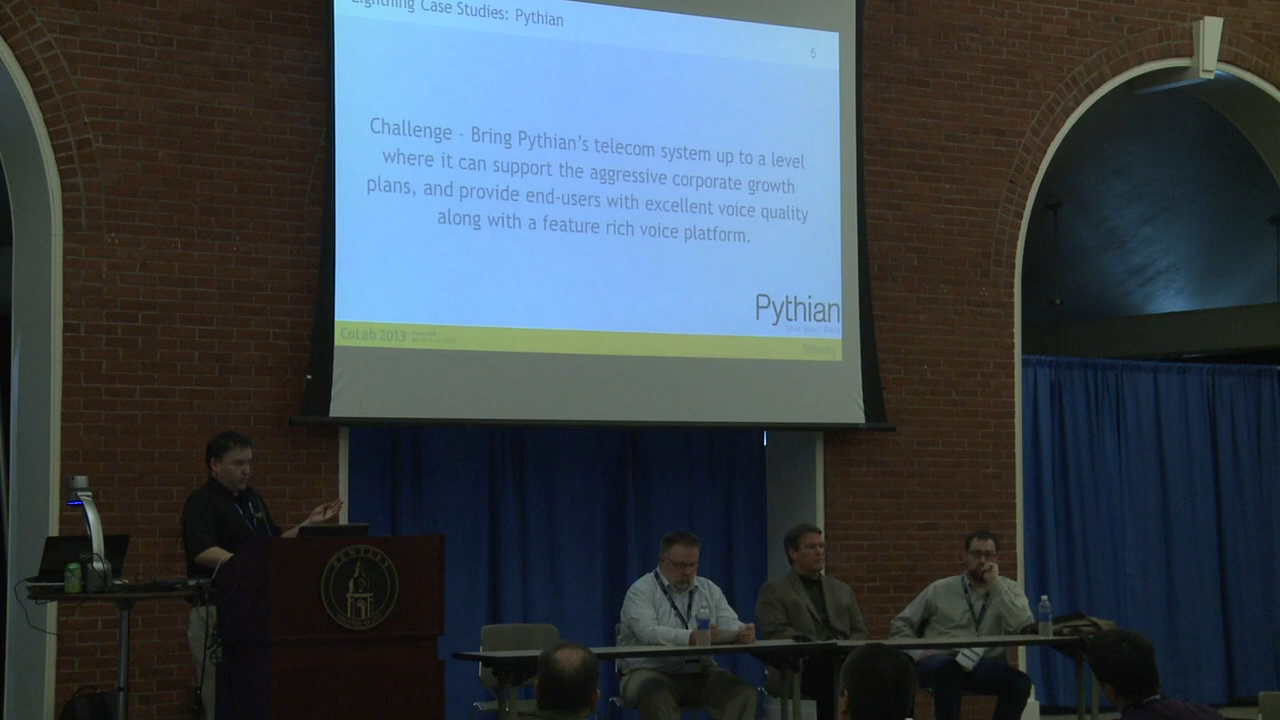 Lightning Case Studies: Pythian
5
Challenge – Bring Pythian's telecom system up to a level
where it can support the aggressive corporate growth
plans, and provide end-users with excellent voice quality
along with a feature rich voice platform.
Pythian
CoLab 2013
BENTLEY